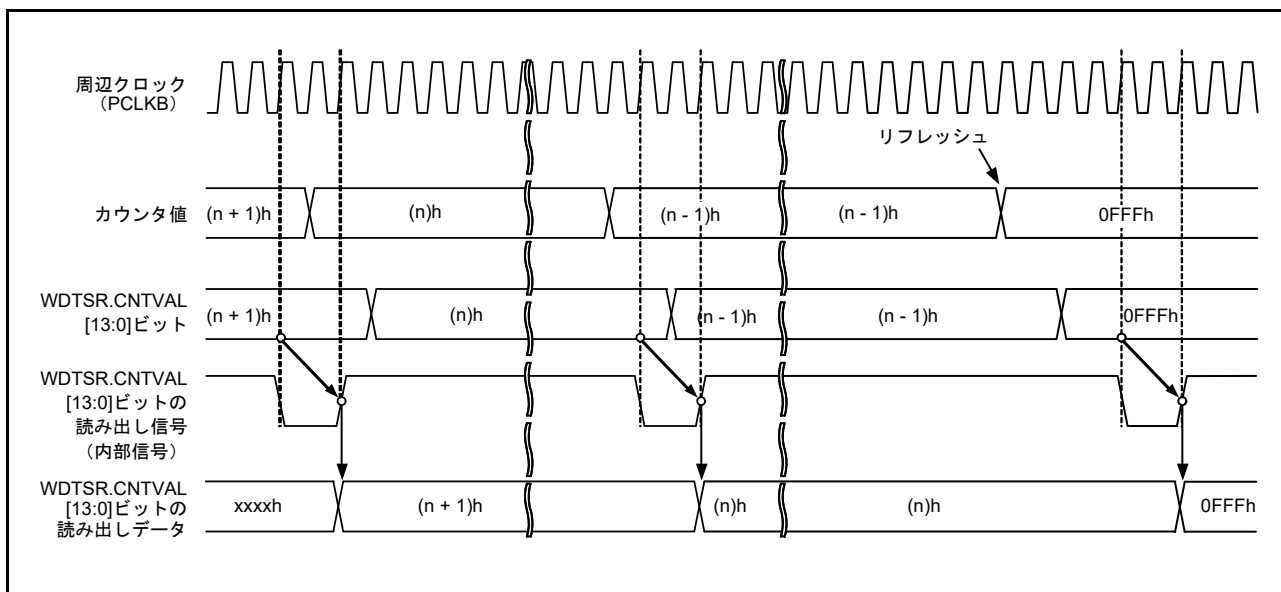 周辺クロック
（PCLKB）
リフレッシュ
カウンタ値
(n + 1)h
(n)h
(n - 1)h
(n - 1)h
0FFFh
WDTSR.CNTVAL
[13:0]ビット
(n + 1)h
(n)h
(n - 1)h
(n - 1)h
0FFFh
WDTSR.CNTVAL
[13:0]ビットの
読み出し信号
（内部信号）
WDTSR.CNTVAL
[13:0]ビットの
読み出しデータ
xxxxh
(n + 1)h
(n)h
(n)h
0FFFh